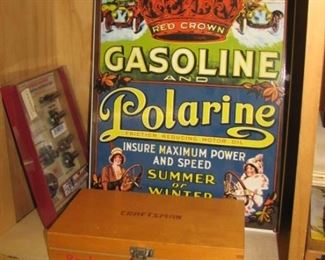 RED CROWN
GASOLINE
AND
Polarine
FRICTION REDUCING MOTOR OIL
INSURE MAXIMUM POWER
AND SPEED
SUMMER
or
WINTER
CRAFTSMAN